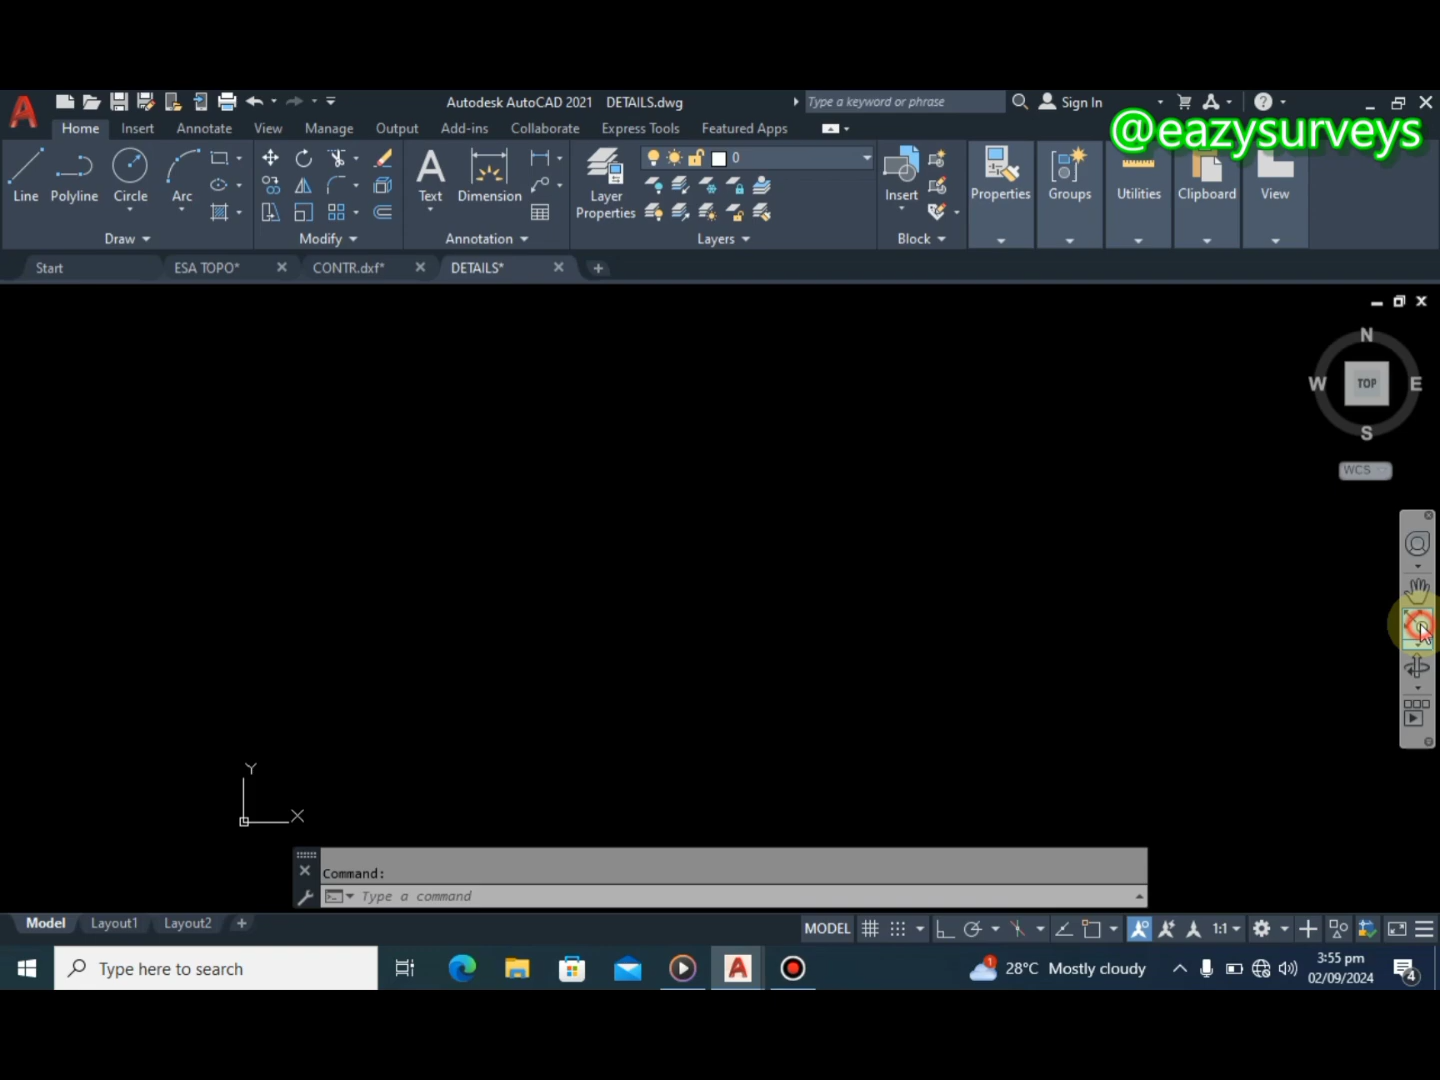 Autodesk AutoCAD 2021 DETAILS.dwg
Type a keyword or phrase
Sign In
@eazysurveys
Home Insert Annotate View Manage Output Add-ins Collaborate Express Tools Featured Apps
Line Polyline Circle Arc
Text Dimension
Layer Properties
0
Insert
Properties Groups Utilities Clipboard View
Draw Modify Annotation Layers Block
Start ESA TOPO* CONTR.dxf* DETAILS*
N
W TOP E
S
WCS
Y
X
Command:
Type a command
Model Layout1 Layout2
MODEL 1:1
Type here to search
1
28°C Mostly cloudy
3:55 pm
02/09/2024
4